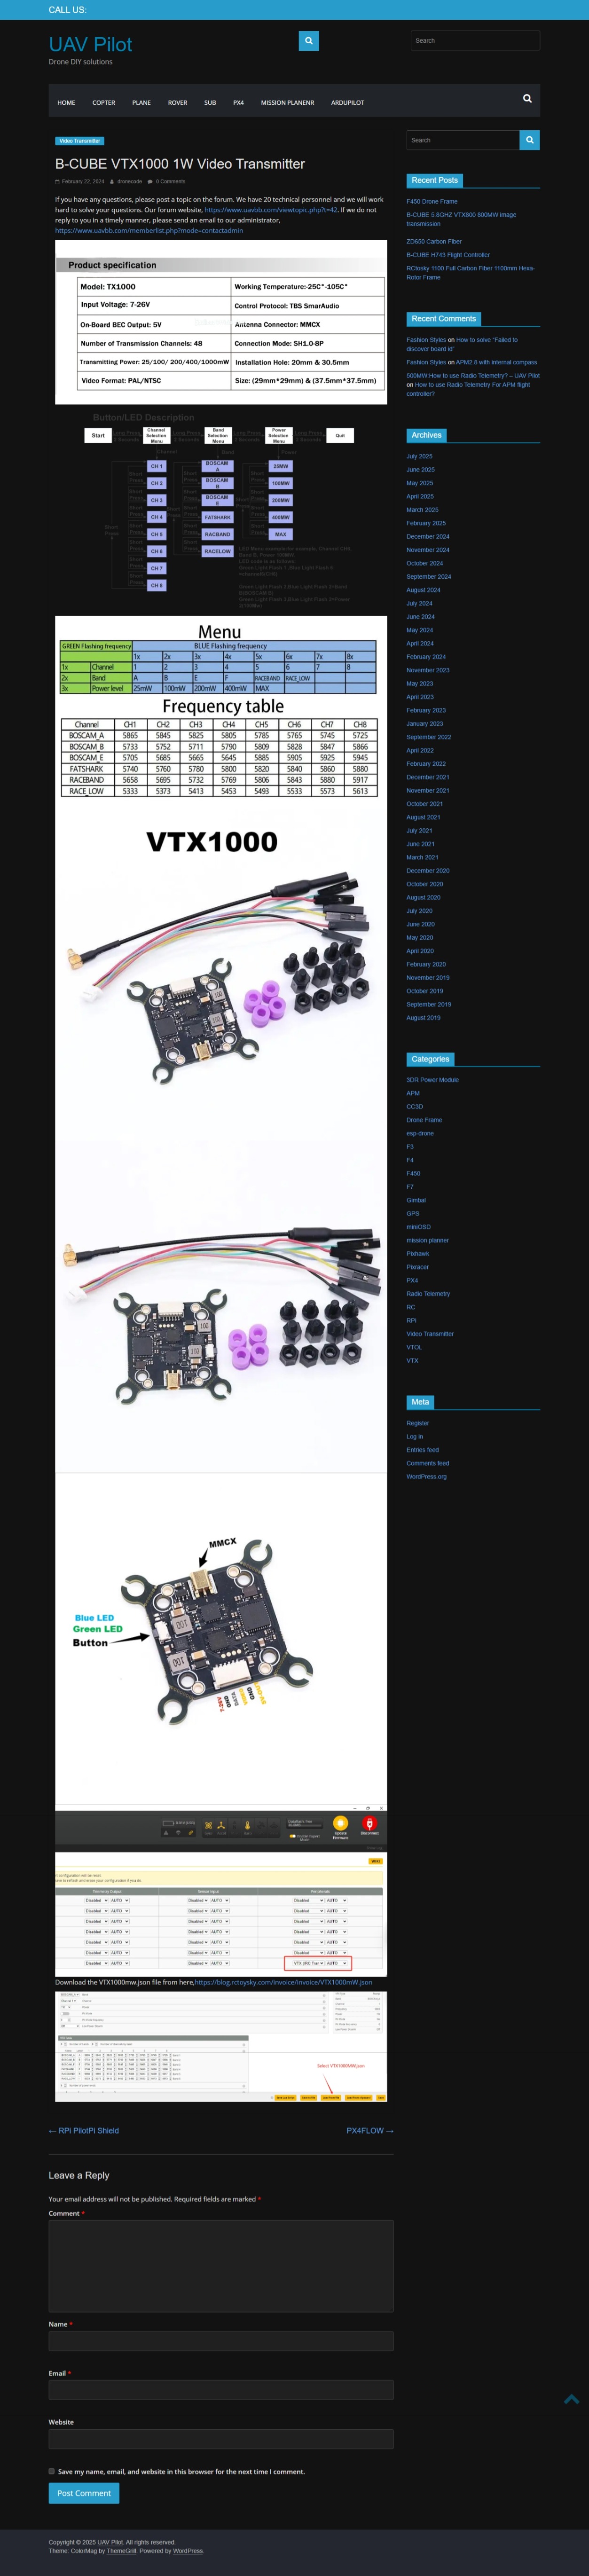 CALL US:
UAV Pilot
Drone DIY solutions
Search
HOME COPTER PLANE ROVER SUB PX4 MISSION PLANENR ARDUPILOT
Video Transmitter
B-CUBE VTX1000 1W Video Transmitter
February 22, 2024 dronecode 0 Comments
If you have any questions, please post a topic on the forum. We have 20 technical personnel and we will work
hard to solve your questions. Our forum website, https://www.uavbb.com/viewtopic.php?t=42. If we do not
reply to you in a timely manner, please send an email to our administrator,
https://www.uavbb.com/memberlist.php?mode=contactadmin
Product specification
Model: TX1000 Working Temperature:-25C°-105C°
Input Voltage: 7-26V Control Protocol: TBS SmarAudio
On-Board BEC Output: 5V Antenna Connector: MMCX
Number of Transmission Channels: 48 Connection Mode: SH1.0-8P
Transmitting Power: 25/100/ 200/400/1000mW Installation Hole: 20mm & 30.5mm
Video Format: PAL/NTSC Size: (29mm*29mm) & (37.5mm*37.5mm)
Button/LED Description
Start
Channel
Selection
Menu
Band
Selection
Menu
Power
Selection
Menu
Quit
CH 1 BOSCAM A 25MW
CH 2 BOSCAM B 100MW
CH 3 BOSCAM E 200MW
CH 4 FATSHARK 400MW
CH 5 RACBAND MAX
CH 6 RACELOW
CH 7
CH 8
Menu
GREEN Flashing frequency BLUE Flashing frequency
1x 2x 3x 4x 5x 6x 7x 8x
1x Channel 1 2 3 4 5 6 7 8
2x Band A B E F RACEBAND RACE_LOW
3x Power level 25mW 100mW 200mW 400mW MAX
Frequency table
Channel CH1 CH2 CH3 CH4 CH5 CH6 CH7 CH8
BOSCAM_A 5865 5845 5825 5805 5785 5765 5745 5725
BOSCAM_B 5733 5752 5711 5790 5809 5828 5847 5866
BOSCAM_E 5705 5685 5665 5645 5885 5905 5925 5945
FATSHARK 5740 5760 5780 5800 5820 5840 5860 5880
RACEBAND 5658 5695 5732 5769 5806 5843 5880 5917
RACE_LOW 5333 5373 5413 5453 5493 5533 5573 5613
VTX1000
MMCX
Blue LED
Green LED
Button
Download the VTX1000mw.json file from here,https://blog.rctoysky.com/invoice/invoice/VTX1000mW.json
Select VTX1000MW.json
← RPI PilotPi Shield
PX4FLOW →
Leave a Reply
Your email address will not be published. Required fields are marked *
Comment *
Name *
Email *
Website
Save my name, email, and website in this browser for the next time I comment.
Post Comment
Search
Recent Posts
F450 Drone Frame
B-CUBE 5.8GHZ VTX800 800MW image
transmission
ZD650 Carbon Fiber
B-CUBE H743 Flight Controller
RCtosky 1100 Full Carbon Fiber 1100mm Hexa-
Rotor Frame
Recent Comments
Fashion Styles on How to solve "Failed to
discover board id"
Fashion Styles on APM2.8 with internal compass
500MW How to use Radio Telemetry? – UAV Pilot
on How to use Radio Telemetry For APM flight
controller?
Archives
July 2025
June 2025
May 2025
April 2025
March 2025
February 2025
December 2024
November 2024
October 2024
September 2024
August 2024
July 2024
June 2024
May 2024
April 2024
February 2024
November 2023
May 2023
April 2023
February 2023
January 2023
September 2022
April 2022
February 2022
December 2021
November 2021
October 2021
August 2021
July 2021
June 2021
March 2021
December 2020
October 2020
August 2020
July 2020
June 2020
May 2020
April 2020
February 2020
November 2019
October 2019
September 2019
August 2019
Categories
3DR Power Module
APM
CC3D
Drone Frame
esp-drone
F3
F4
F450
F7
Gimbal
GPS
miniOSD
mission planner
Pixhawk
Pixracer
PX4
Radio Telemetry
RC
RPi
Video Transmitter
VTOL
VTX
Meta
Register
Log in
Entries feed
Comments feed
WordPress.org
Copyright © 2025 UAV Pilot. All rights reserved.
Theme: ColorMag by ThemeGrill. Powered by WordPress.